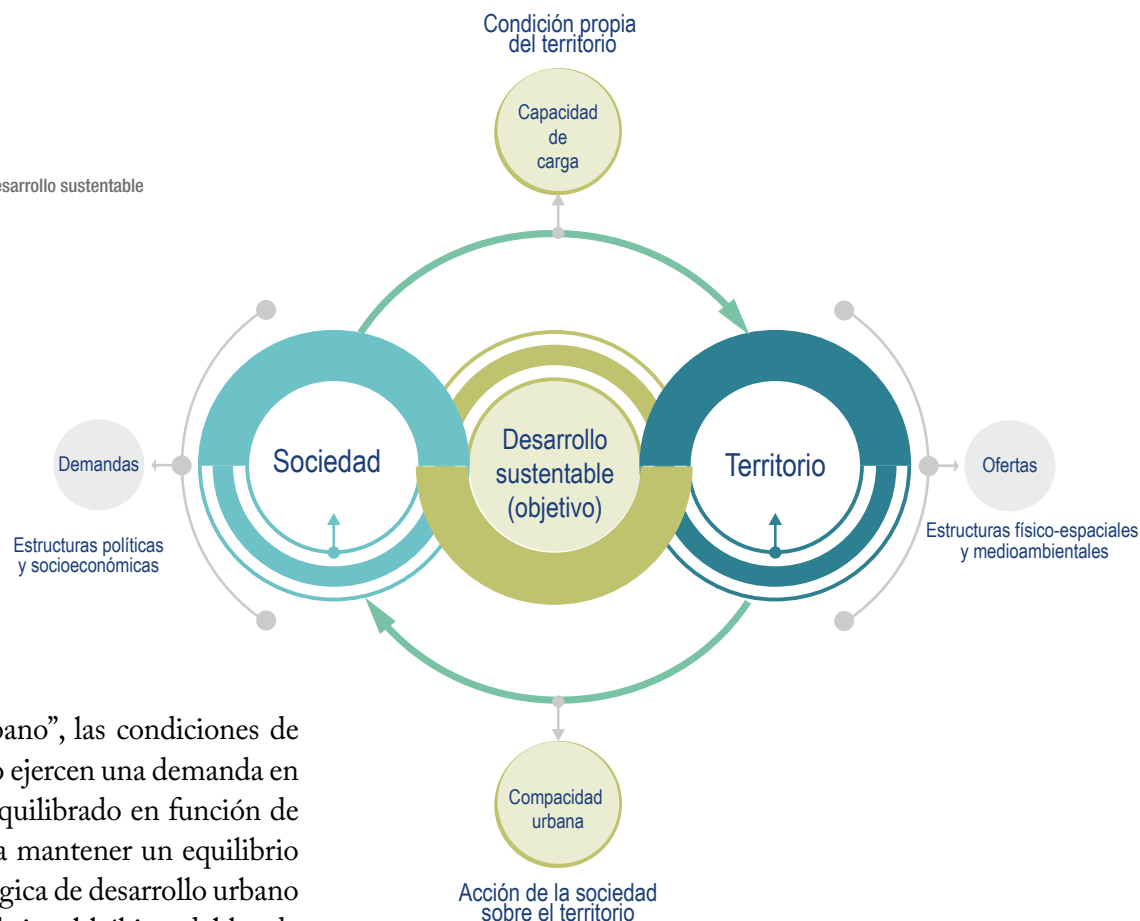 Condición propia
del territorio
Capacidad
de
carga
esarrollo sustentable
Demandas
Sociedad
Desarrollo
sustentable
(objetivo)
Territorio
Ofertas
Estructuras políticas
y socioeconómicas
Estructuras físico-espaciales
y medioambientales
bano”, las condiciones de
o ejercen una demanda en
quilibrado en función de
a mantener un equilibrio
gica de desarrollo urbano
Compacidad
urbana
Acción de la sociedad
sobre el territorio